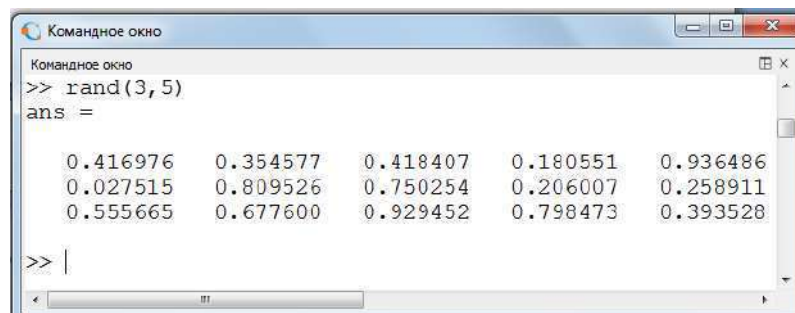 Командное окно
Командное окно
>> rand(3,5)
ans =
0.416976 0.354577 0.418407 0.180551 0.936486
0.027515 0.809526 0.750254 0.206007 0.258911
0.555665 0.677600 0.929452 0.798473 0.393528
>>